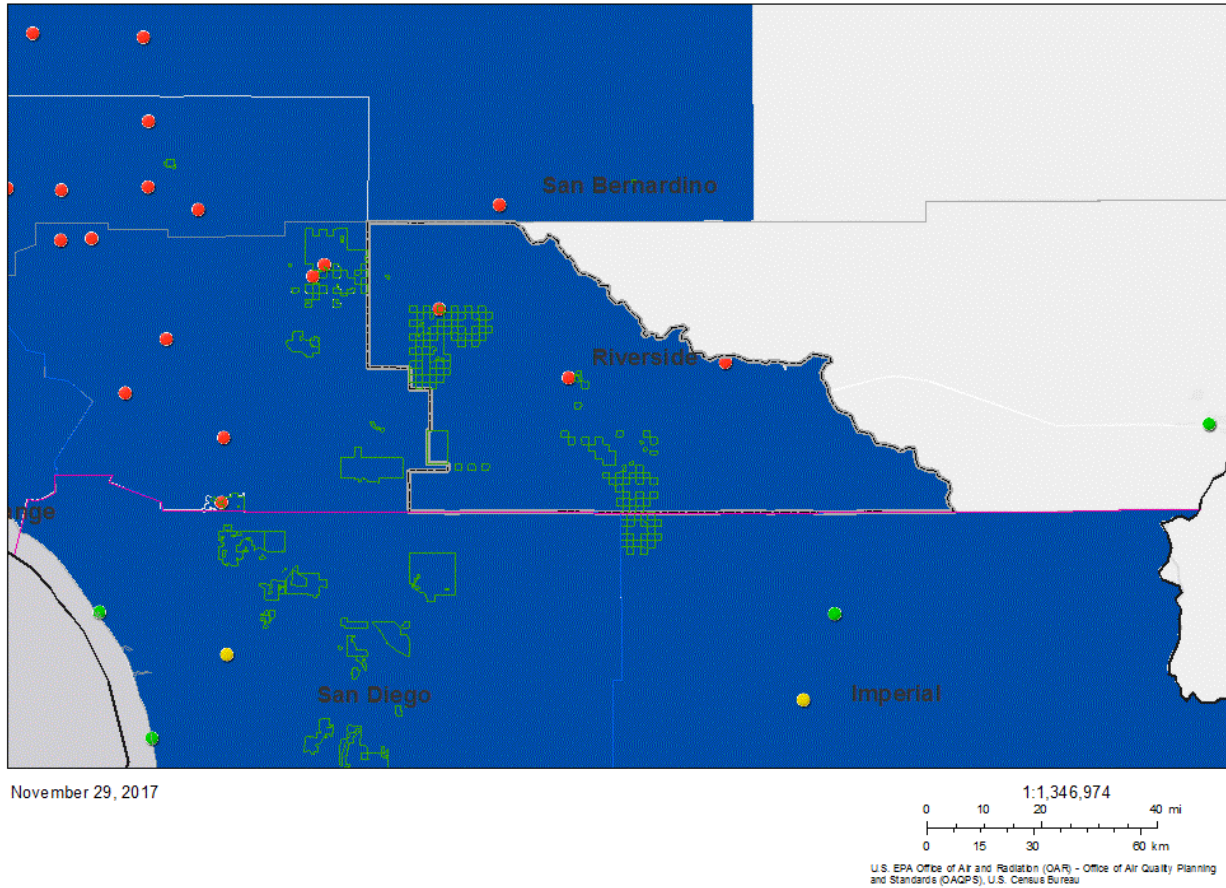 San Bernardino
Riverside
ange
San Diego
Imperial
November 29, 2017
1:1,346,974
0 10 20 40 mi
0 15 30 60 km
U.S. EPA Office of Air and Radiation (OAR) - Office of Air Quality Planning
and Standards (OAQPS), U.S. Census Bureau